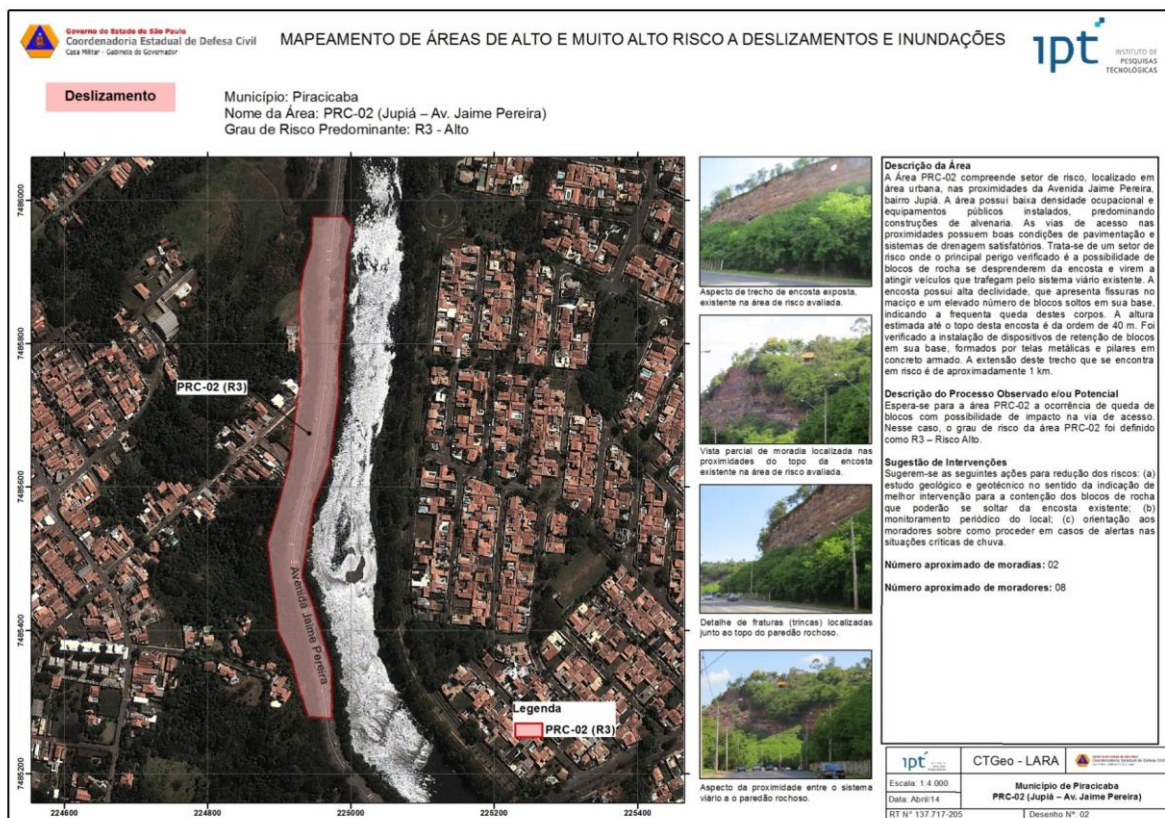 Governo do Estado de São Paulo
Coordenadoria Estadual de Defesa Civil
Casa Militar - Gabinete do Governador
MAPEAMENTO DE ÁREAS DE ALTO E MUITO ALTO RISCO A DESLIZAMENTOS E INUNDAÇÕES
ipt
INSTITUTO DE
PESQUISAS
TECNOLÓGICAS
Deslizamento
Município: Piracicaba
Nome da Área: PRC-02 (Jupiá – Av. Jaime Pereira)
Grau de Risco Predominante: R3 - Alto
7486000
7485800
7485600
7485400
7485200
PRC-02 (R3)
Avenida Jaime Pereira
Legenda
PRC-02 (R3)
224600
224800
225000
225200
225400
Aspecto de trecho de encosta exposta,
existente na área de risco avaliada.
Vista parcial de moradia localizada nas
proximidades do topo da encosta
existente na área de risco avaliada.
Detalhe de fraturas (trincas) localizadas
junto ao topo do paredão rochoso.
Aspecto da proximidade entre o sistema
viário a o paredão rochoso.
Descrição da Área
A Área PRC-02 compreende setor de risco, localizado em
área urbana, nas proximidades da Avenida Jaime Pereira,
bairro Jupiá. A área possui baixa densidade ocupacional e
equipamentos públicos instalados, predominando
construções de alvenaria. As vias de acesso nas
proximidades possuem boas condições de pavimentação e
sistemas de drenagem satisfatórios. Trata-se de um setor de
risco onde o principal perigo verificado é a possibilidade de
blocos de rocha se desprenderem da encosta e virem a
atingir veículos que trafegam pelo sistema viário existente. A
encosta possui alta declividade, que apresenta fissuras no
maciço e um elevado número de blocos soltos em sua base,
indicando a frequenta queda destes corpos. A altura
estimada até o topo desta encosta é da ordem de 40 m. Foi
verificado a instalação de dispositivos de retenção de blocos
em sua base, formados por telas metálicas e pilares em
concreto armado. A extensão deste trecho que se encontra
em risco é de aproximadamente 1 km.
Descrição do Processo Observado e/ou Potencial
Espera-se para a área PRC-02 a ocorrência de queda de
blocos com possibilidade de impacto na via de acesso.
Nesse caso, o grau de risco da área PRC-02 foi definido
como R3 – Risco Alto.
Sugestão de Intervenções
Sugerem-se as seguintes ações para redução dos riscos: (a)
estudo geológico e geotécnico no sentido da indicação de
melhor intervenção para a contenção dos blocos de rocha
que poderão se soltar da encosta existente; (b)
monitoramento periódico do local; (c) orientação aos
moradores sobre como proceder em casos de alertas nas
situações críticas de chuva.
Número aproximado de moradias: 02
Número aproximado de moradores: 08
ipt
CTGeo - LARA
Escala: 1:4.000
Data: Abril/14
Município de Piracicaba
PRC-02 (Jupiá – Av. Jaime Pereira)
RT Nº 137.717-205
Desenho Nº: 02